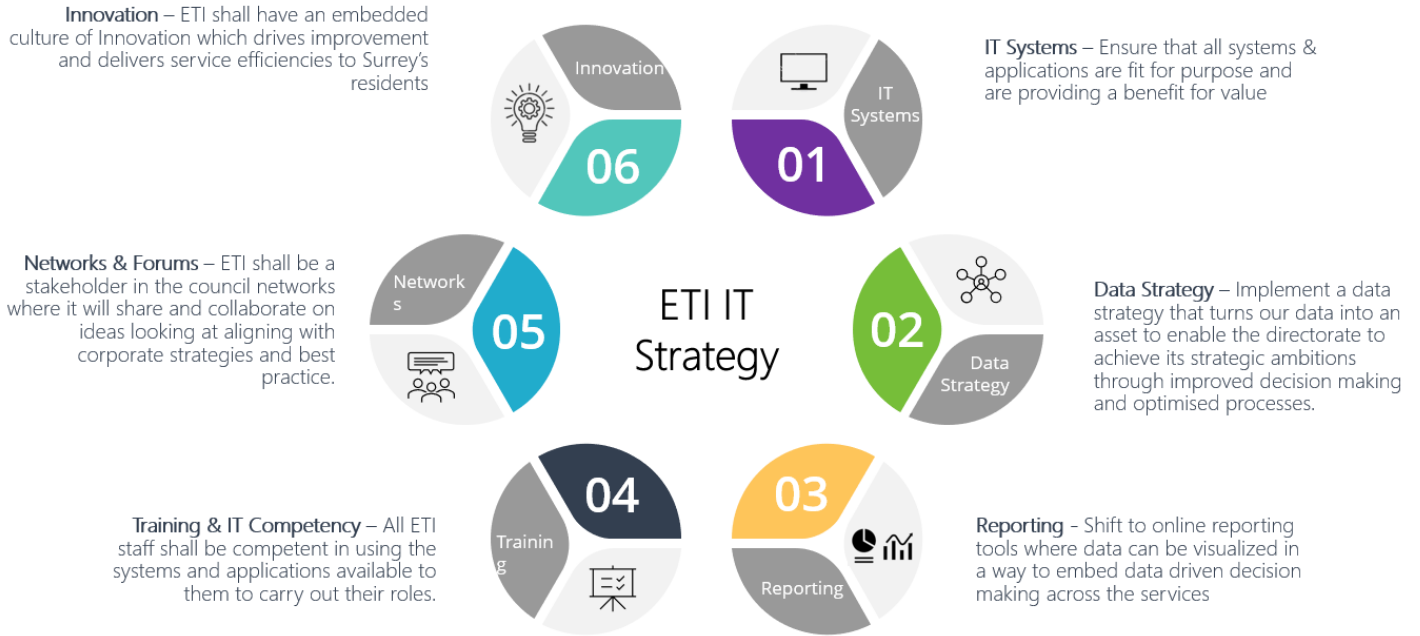 Innovation – ETI shall have an embedded
culture of Innovation which drives improvement
and delivers service efficiencies to Surrey's
residents
Innovation
06
IT Systems – Ensure that all systems &
applications are fit for purpose and
are providing a benefit for value
IT
Systems
01
Networks & Forums – ETI shall be a
stakeholder in the council networks
where it will share and collaborate on
ideas looking at aligning with
corporate strategies and best
practice.
Network
s
05
ETI IT
Strategy
02
Data
Strategy
Data Strategy – Implement a data
strategy that turns our data into an
asset to enable the directorate to
achieve its strategic ambitions
through improved decision making
and optimised processes.
Training & IT Competency – All ETI
staff shall be competent in using the
systems and applications available to
them to carry out their roles.
04
Trainin
g
03
Reporting
Reporting - Shift to online reporting
tools where data can be visualized in
a way to embed data driven decision
making across the services